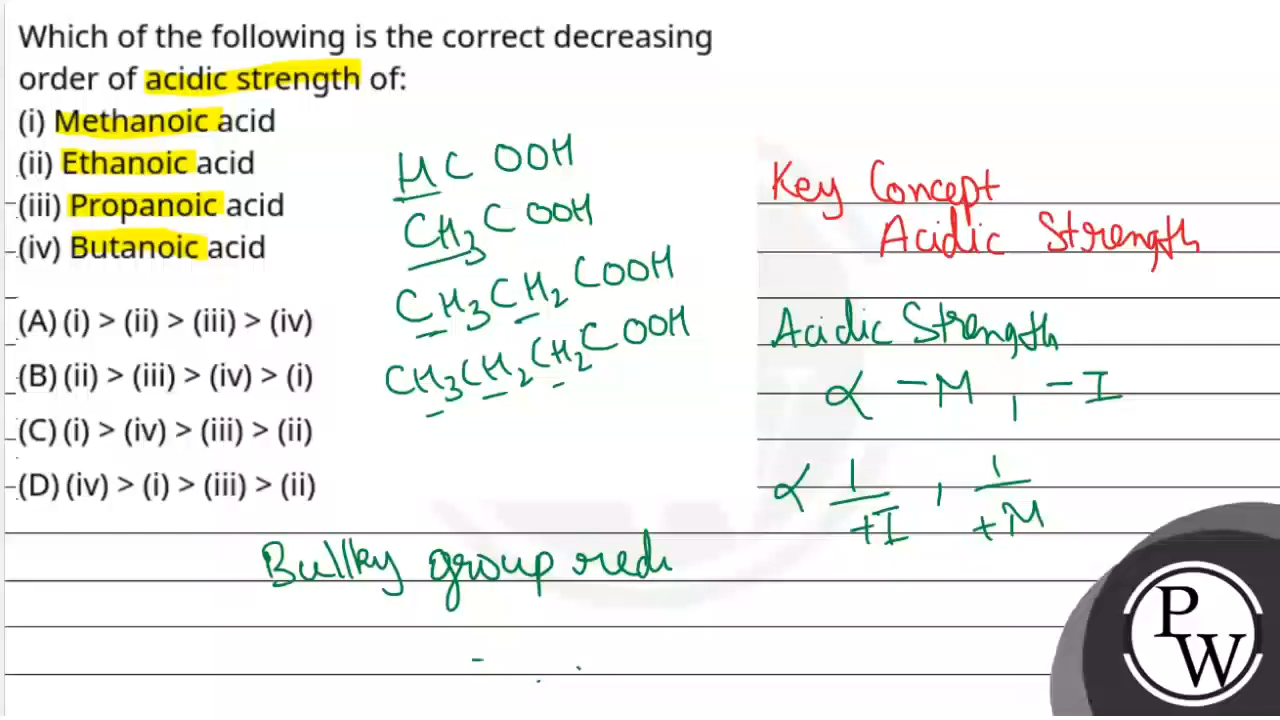 Which of the following is the correct decreasing
order of acidic strength of:
(i) Methanoic acid
(ii) Ethanoic acid
(iii) Propanoic acid
(iv) Butanoic acid
(A) (i) > (ii) > (iii) > (iv)
(B) (ii) > (iii) > (iv) > (i)
(C) (i) > (iv) > (iii) > (ii)
(D) (iv) > (i) > (iii) > (ii)
HCOOH
CH3COOH
CH3CH2COOH
CH3CH2CH2COOH
Key Concept
Acidic Strength
Acidic Strength
∝ -M, -I
∝ 1/+I, 1/+M
Bullky group redu
PW